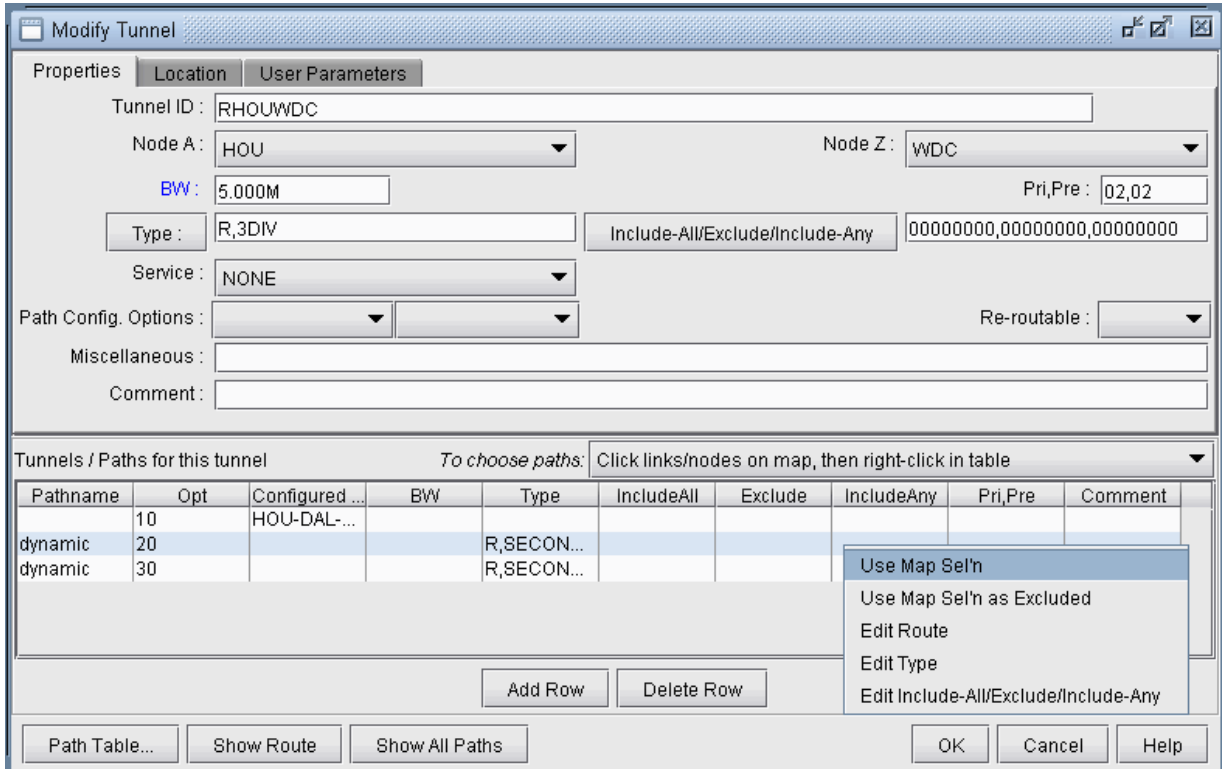 Modify Tunnel
Properties Location User Parameters
Tunnel ID : RHOUWDC
Node A : HOU Node Z : WDC
BW : 5.000M Pri,Pre : 02,02
Type : R,3DIV Include-All/Exclude/Include-Any 00000000,00000000,00000000
Service : NONE
Path Config. Options : Re-routable :
Miscellaneous :
Comment :
Tunnels / Paths for this tunnel To choose paths: Click links/nodes on map, then right-click in table
Pathname Opt Configured ... BW Type IncludeAll Exclude IncludeAny Pri,Pre Comment
10 HOU-DAL-...
dynamic 20 R,SECON...
dynamic 30 R,SECON...
Use Map Sel'n
Use Map Sel'n as Excluded
Edit Route
Edit Type
Edit Include-All/Exclude/Include-Any
Add Row Delete Row
Path Table... Show Route Show All Paths OK Cancel Help